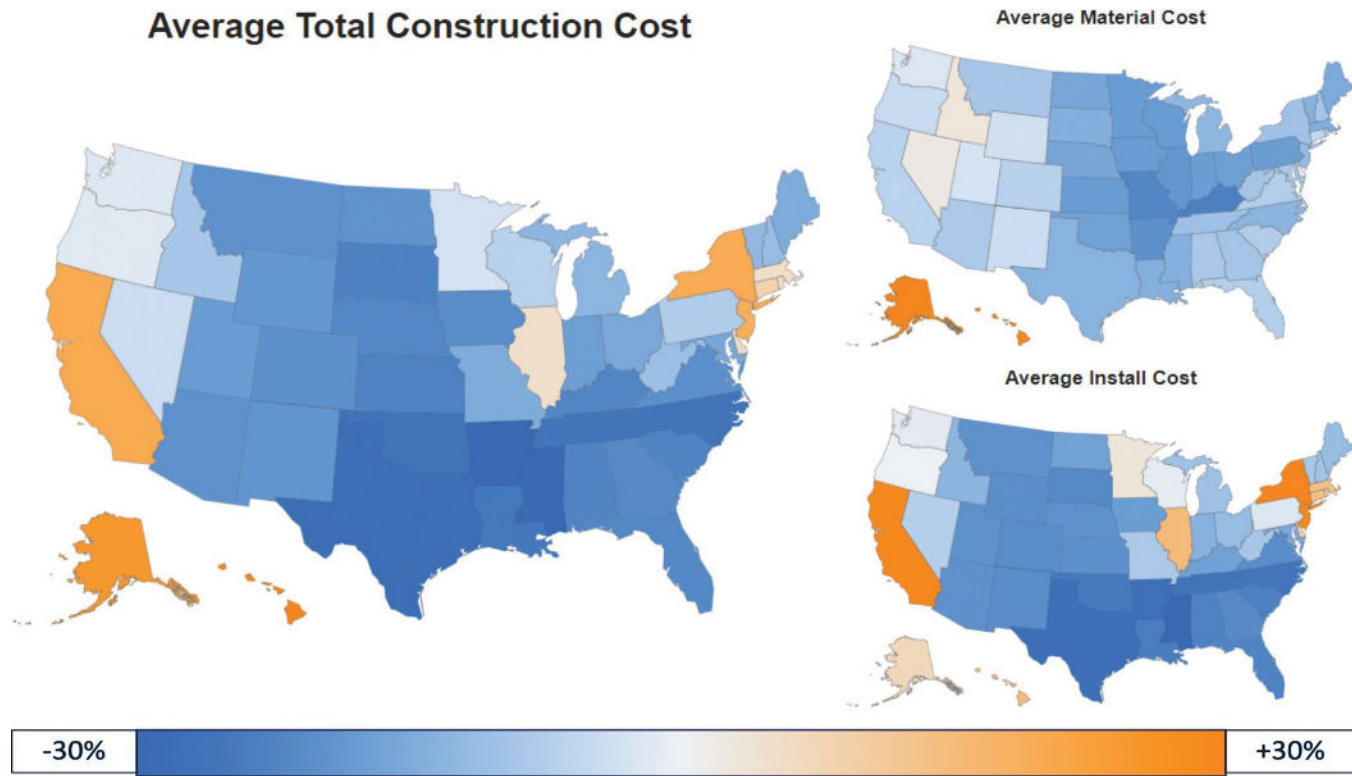 Average Total Construction Cost
Average Material Cost
Average Install Cost
-30%
+30%